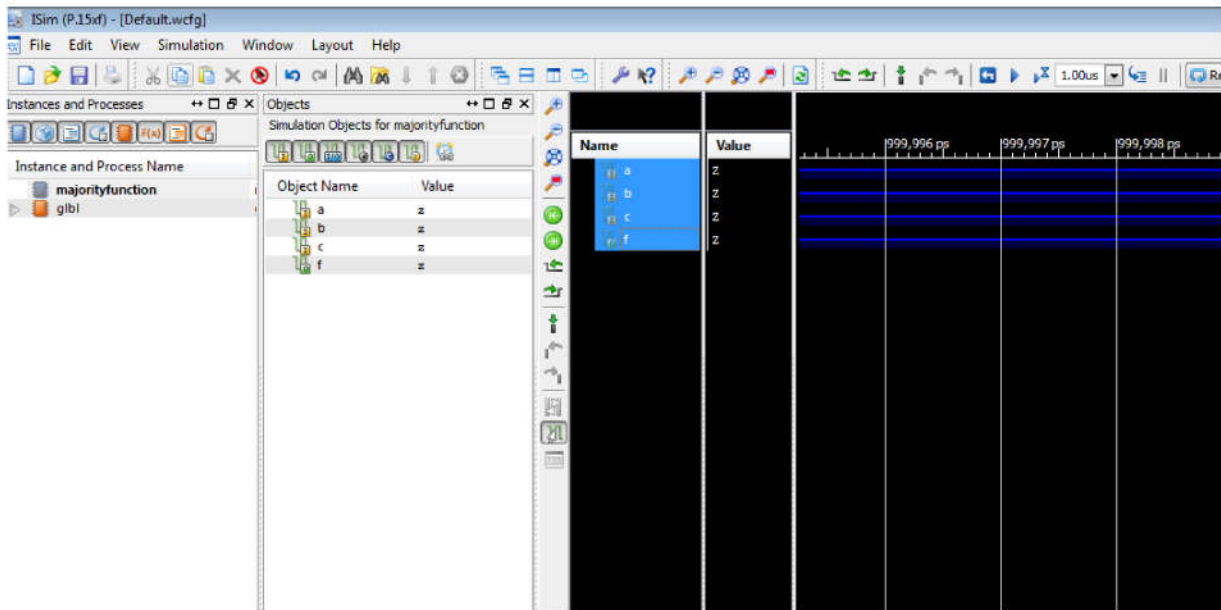 ISim (P.15xf) - [Default.wcfg]
File Edit View Simulation Window Layout Help
1.00us
Instances and Processes
Objects
Simulation Objects for majorityfunction
Instance and Process Name
majorityfunction
glbl
Object Name Value
a z
b z
c z
f z
Name Value
a z
b z
c z
f z
999,996 ps 999,997 ps 999,998 ps